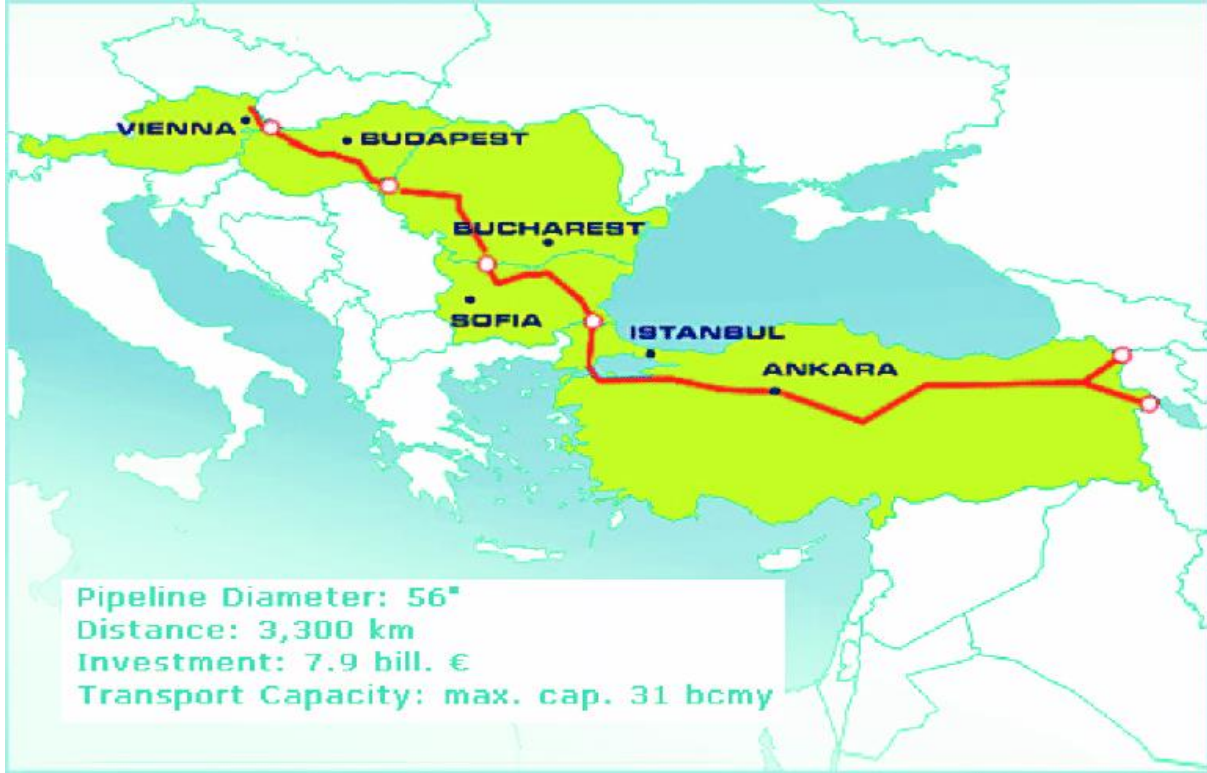 VIENNA
BUDAPEST
BUCHAREST
SOFIA
ISTANBUL
ANKARA
Pipeline Diameter: 56"
Distance: 3,300 km
Investment: 7.9 bill. €
Transport Capacity: max. cap. 31 bcmy